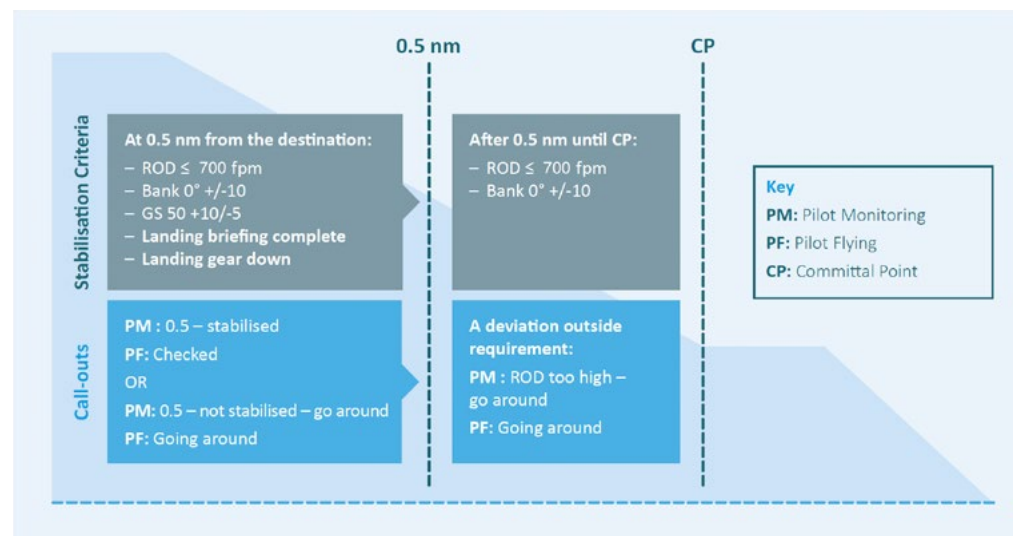 0.5 nm
CP
Stabilisation Criteria
At 0.5 nm from the destination:
– ROD ≤ 700 fpm
– Bank 0° +/-10
– GS 50 +10/-5
– Landing briefing complete
– Landing gear down
After 0.5 nm until CP:
– ROD ≤ 700 fpm
– Bank 0° +/-10
Key
PM: Pilot Monitoring
PF: Pilot Flying
CP: Committal Point
Call-outs
PM : 0.5 – stabilised
PF: Checked
OR
PM: 0.5 – not stabilised – go around
PF: Going around
A deviation outside
requirement:
PM : ROD too high –
go around
PF: Going around